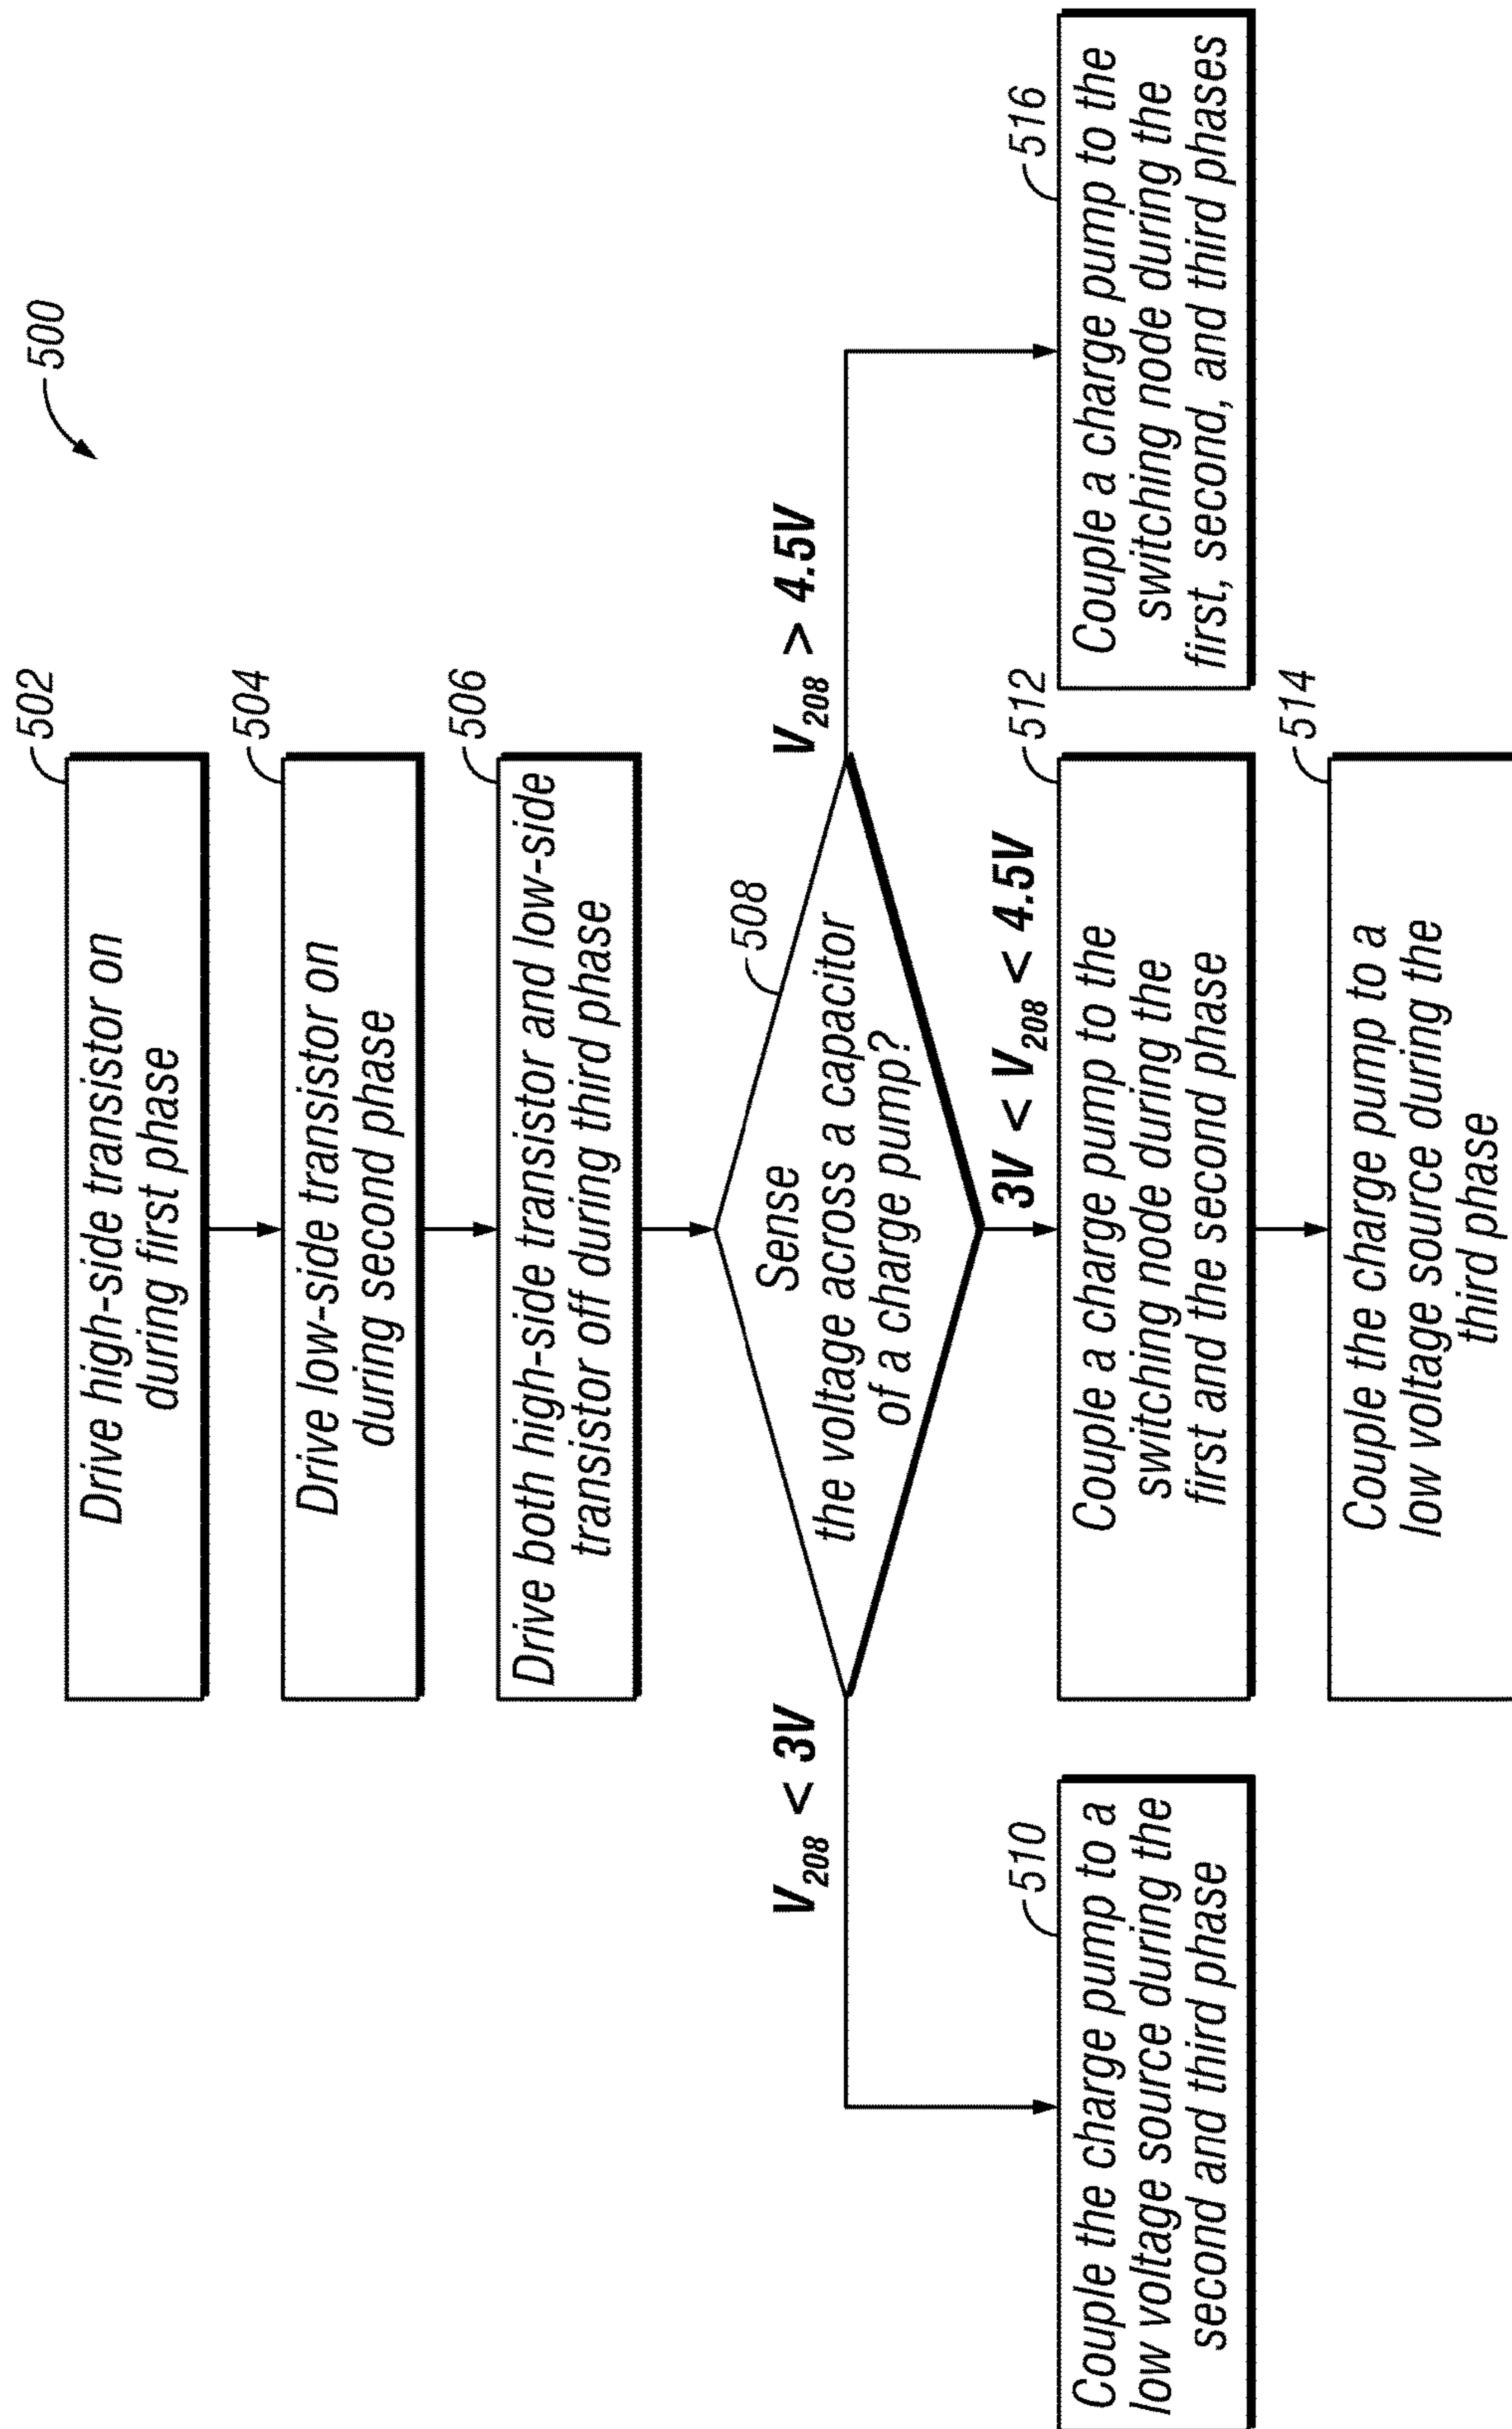 500
502
Drive high-side transistor on
during first phase
504
Drive low-side transistor on
during second phase
506
Drive both high-side transistor and low-side
transistor off during third phase
508
Sense
the voltage across a capacitor
of a charge pump?
V208 < 3V
3V < V208 < 4.5V
V208 > 4.5V
510
Couple the charge pump to a
low voltage source during the
second and third phase
512
Couple a charge pump to the
switching node during the
first and the second phase
514
Couple the charge pump to a
low voltage source during the
third phase
516
Couple a charge pump to the
switching node during the
first, second, and third phases